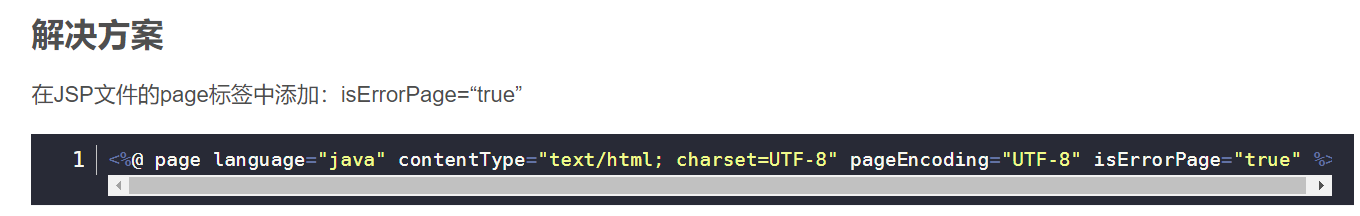 解决方案
在JSP文件的page标签中添加：isErrorPage=“true”
1 <%@ page language="java" contentType="text/html; charset=UTF-8" pageEncoding="UTF-8" isErrorPage="true" %>